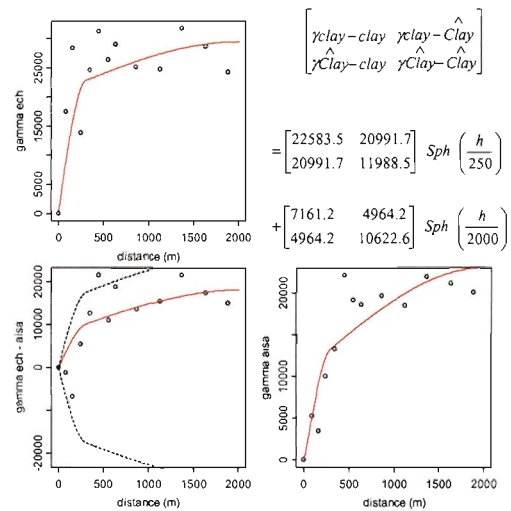 γclay – clay γclay – Ĉlay
γĈlay – clay γĈlay – Ĉlay
= [22583.5 20991.7
20991.7 11988.5] Sph (h/250)
+ [7161.2 4964.2
4964.2 10622.6] Sph (h/2000)
gamma ech
0 5000 15000 25000
0 500 1000 1500 2000
distance (m)
gamma ech - aisa
-20000 0 10000 20000
0 500 1000 1500 2000
distance (m)
gamma aisa
0 5000 10000 20000
0 500 1000 1500 2000
distance (m)